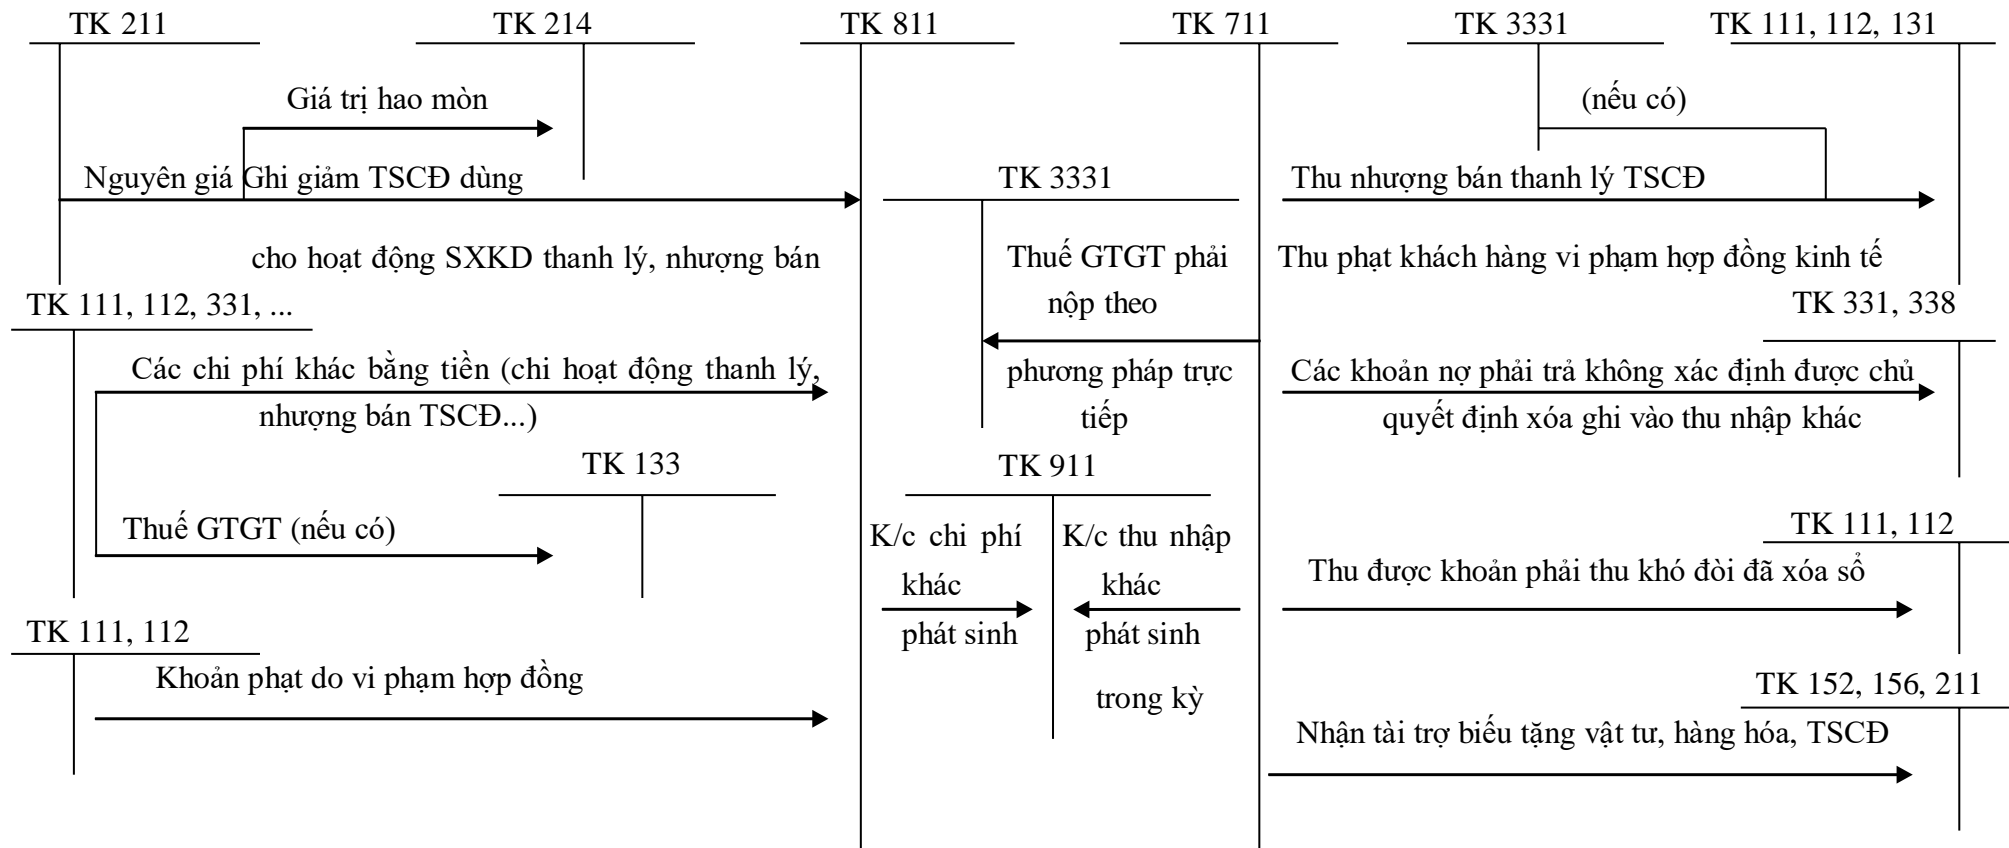 TK 211
TK 214
TK 811
TK 711
TK 3331
TK 111, 112, 131
Giá trị hao mòn
(nếu có)
Nguyên giá Ghi giảm TSCĐ dùng
TK 3331
Thu nhượng bán thanh lý TSCĐ
cho hoạt động SXKD thanh lý, nhượng bán
Thuế GTGT phải
nộp theo
phương pháp trực
tiếp
Thu phạt khách hàng vi phạm hợp đồng kinh tế
TK 111, 112, 331, ...
TK 331, 338
Các chi phí khác bằng tiền (chi hoạt động thanh lý,
nhượng bán TSCĐ...)
Các khoản nợ phải trả không xác định được chủ
quyết định xóa ghi vào thu nhập khác
TK 133
TK 911
Thuế GTGT (nếu có)
K/c chi phí
khác
phát sinh
K/c thu nhập
khác
phát sinh
trong kỳ
TK 111, 112
Thu được khoản phải thu khó đòi đã xóa sổ
TK 111, 112
Khoản phạt do vi phạm hợp đồng
TK 152, 156, 211
Nhận tài trợ biếu tặng vật tư, hàng hóa, TSCĐ